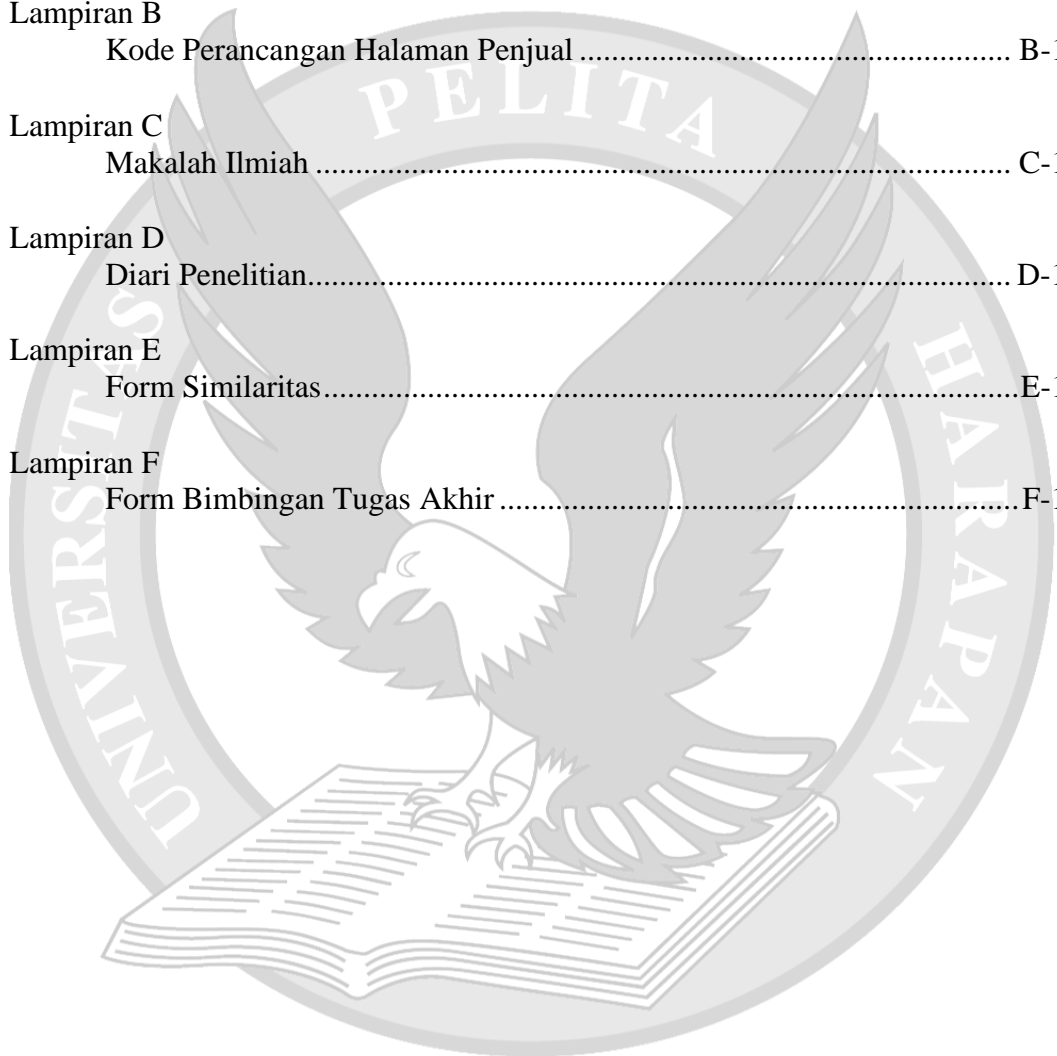 Lampiran B
Kode Perancangan Halaman Penjual ................................................ B-1
Lampiran C
Makalah Ilmiah ................................................................................ C-1
Lampiran D
Diari Penelitian................................................................................. D-1
Lampiran E
Form Similaritas................................................................................E-1
Lampiran F
Form Bimbingan Tugas Akhir ...........................................................F-1
UNIVERSITAS PELITA HARAPAN